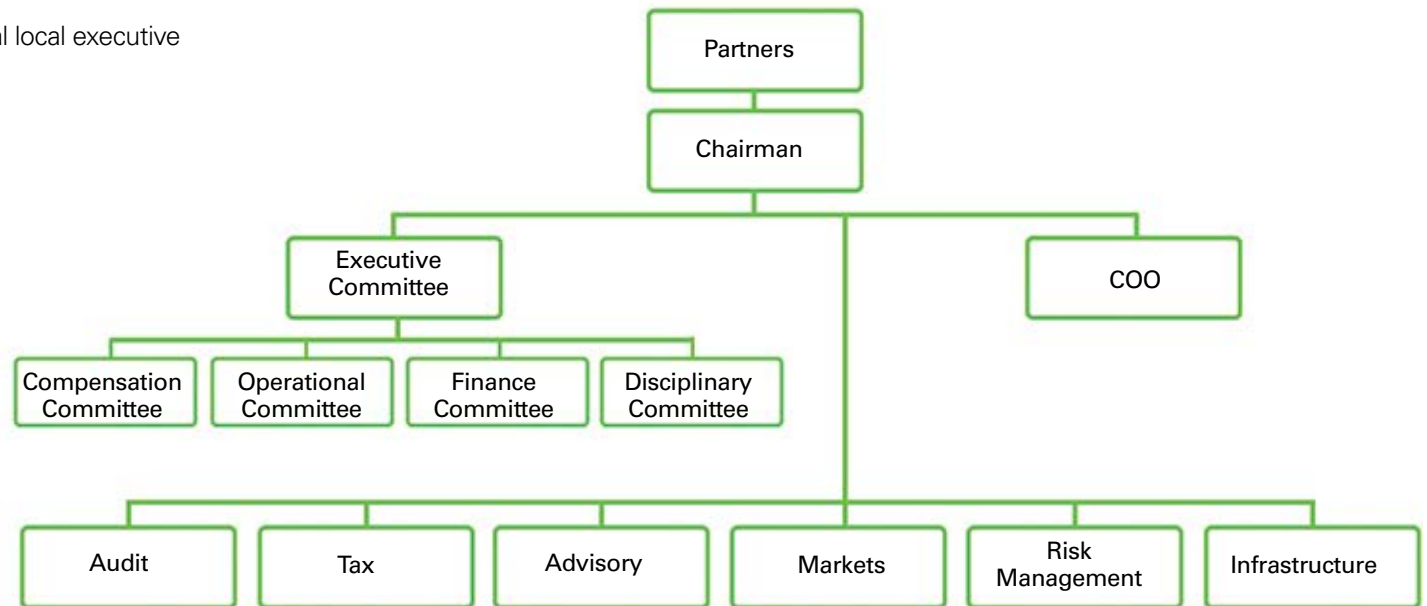 l local executive
Partners
Chairman
Executive
Committee
COO
Compensation
Committee
Operational
Committee
Finance
Committee
Disciplinary
Committee
Audit
Tax
Advisory
Markets
Risk
Management
Infrastructure